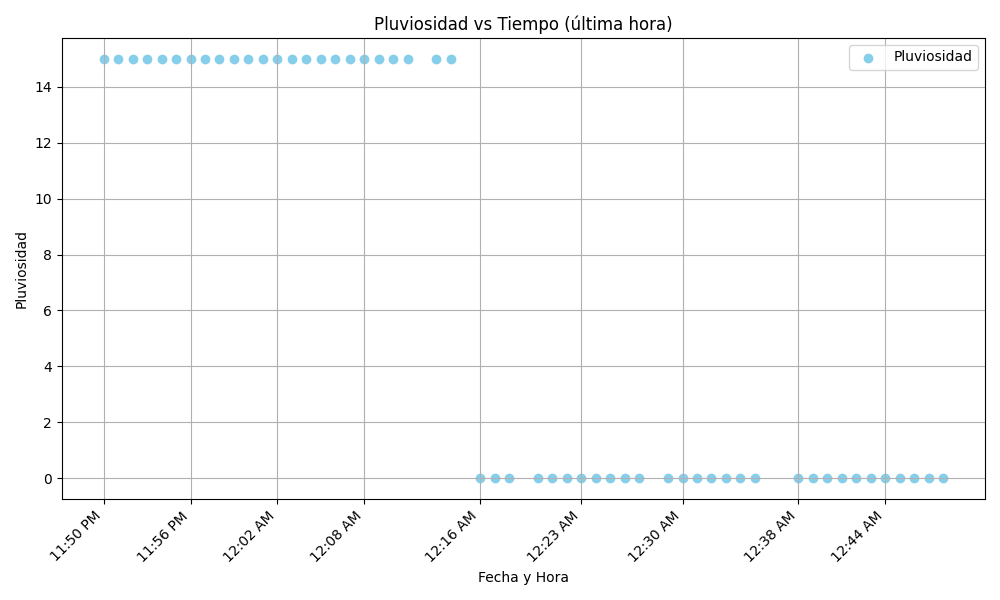 Pluviosidad vs Tiempo (última hora)
Pluviosidad
14
12
10
8
6
4
2
0
Pluviosidad
11:50 PM
11:56 PM
12:02 AM
12:08 AM
12:16 AM
12:23 AM
12:30 AM
12:38 AM
12:44 AM
Fecha y Hora